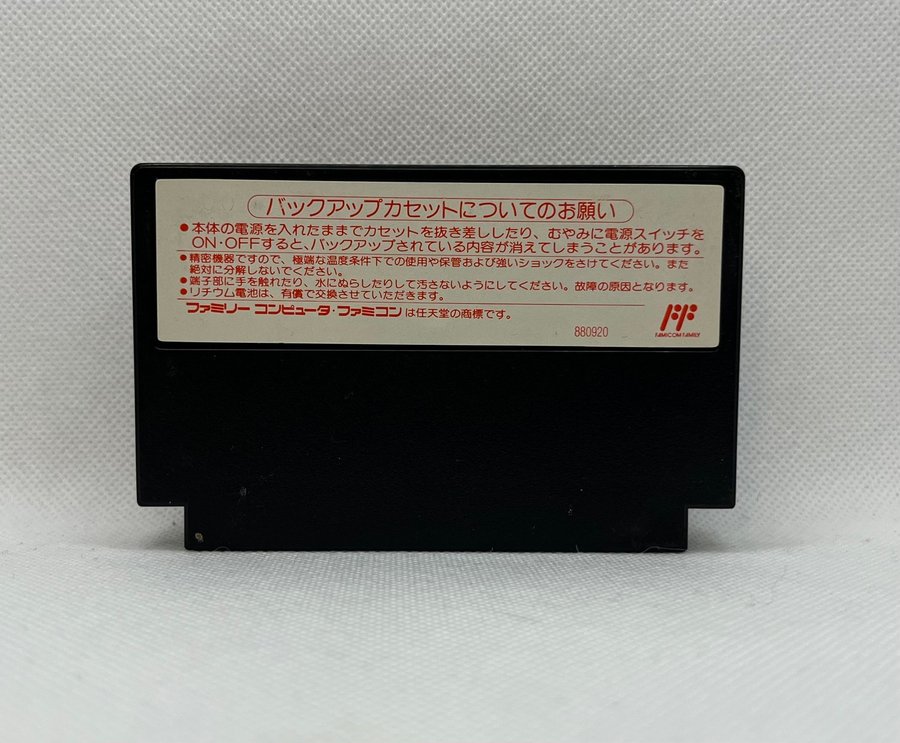 バックアップカセットについてのお願い
●本体の電源を入れたままでカセットを抜き差ししたり、むやみに電源スイッチを
ON・OFFすると、バックアップされている内容が消えてしまうことがあります。
●精密機器ですので、極端な温度条件下での使用や保管および強いショックをさけてください。また
絶対に分解しないでください。
●端子部に手を触れたり、水にぬらしたりして汚さないようにしてください。故障の原因となります。
●リチウム電池は、有償で交換させていただきます。
ファミリー コンピュータ・ファミコンは任天堂の商標です。
880920
FAMICOM FAMILY